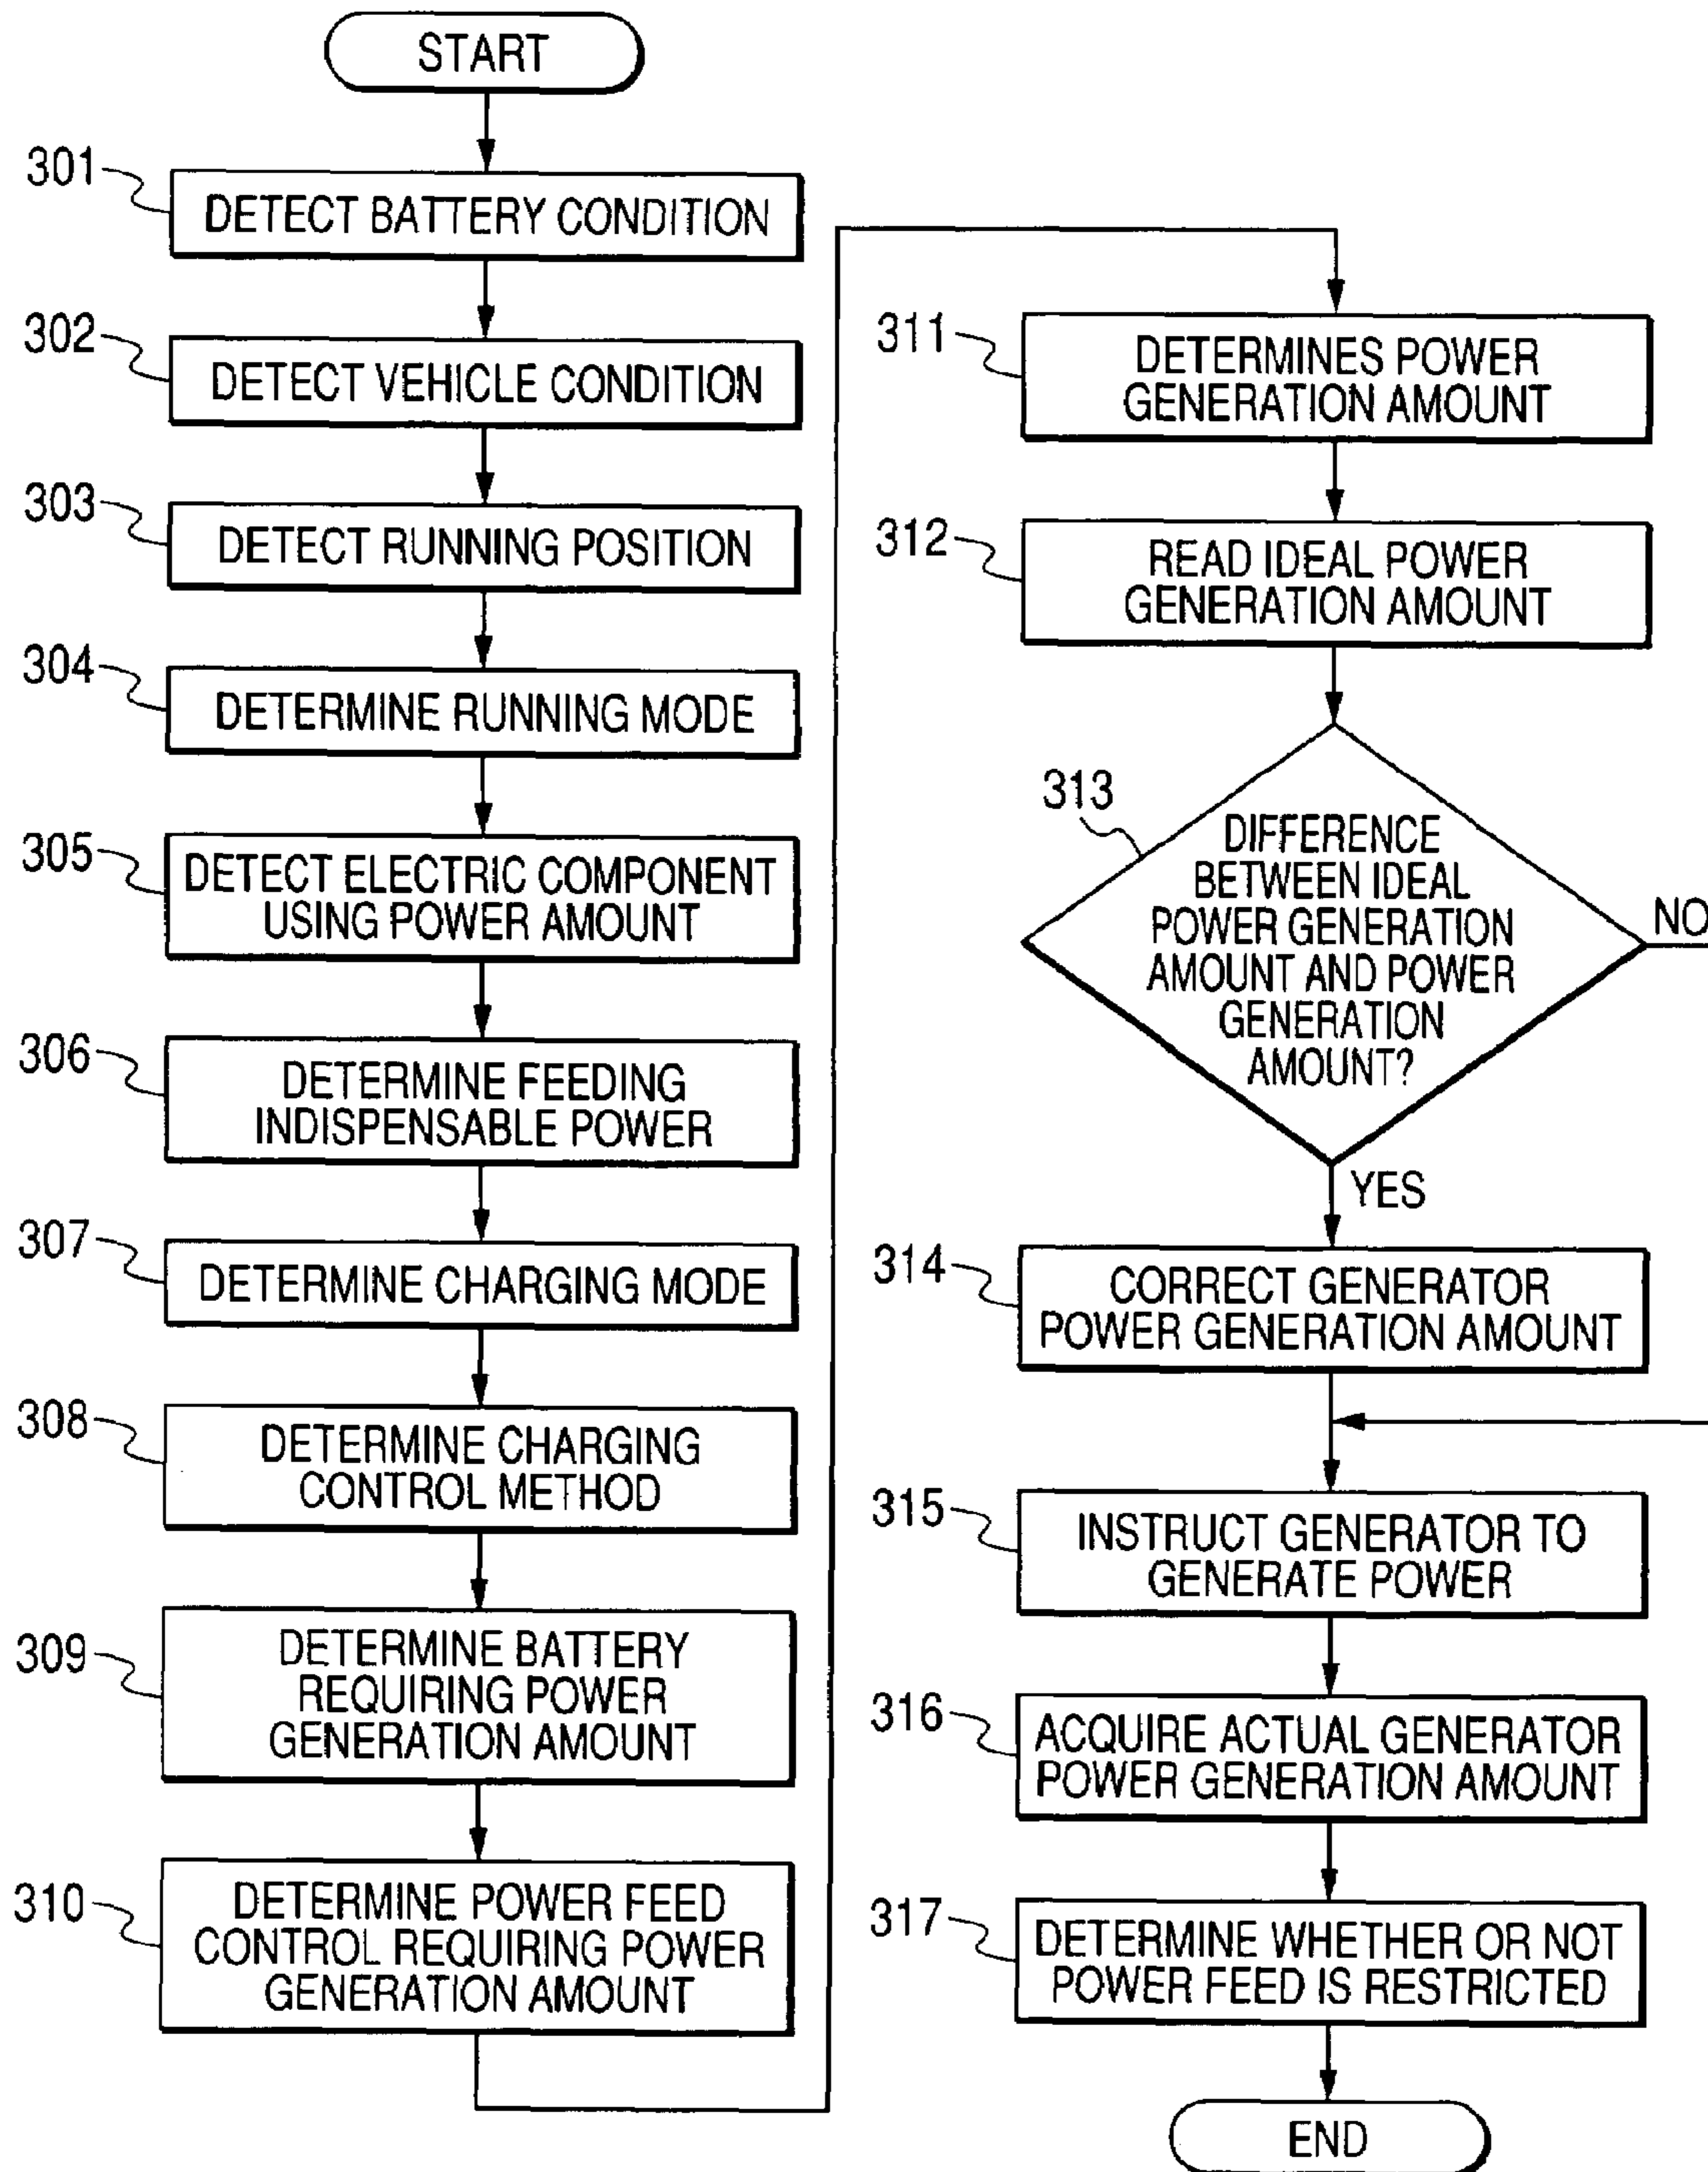 START
301
DETECT BATTERY CONDITION
302
DETECT VEHICLE CONDITION
303
DETECT RUNNING POSITION
304
DETERMINE RUNNING MODE
305
DETECT ELECTRIC COMPONENT
USING POWER AMOUNT
306
DETERMINE FEEDING
INDISPENSABLE POWER
307
DETERMINE CHARGING MODE
308
DETERMINE CHARGING
CONTROL METHOD
309
DETERMINE BATTERY
REQUIRING POWER
GENERATION AMOUNT
310
DETERMINE POWER FEED
CONTROL REQUIRING POWER
GENERATION AMOUNT
311
DETERMINES POWER
GENERATION AMOUNT
312
READ IDEAL POWER
GENERATION AMOUNT
313
DIFFERENCE
BETWEEN IDEAL
POWER GENERATION
AMOUNT AND POWER
GENERATION
AMOUNT?
NO
YES
314
CORRECT GENERATOR
POWER GENERATION AMOUNT
315
INSTRUCT GENERATOR TO
GENERATE POWER
316
ACQUIRE ACTUAL GENERATOR
POWER GENERATION AMOUNT
317
DETERMINE WHETHER OR NOT
POWER FEED IS RESTRICTED
END